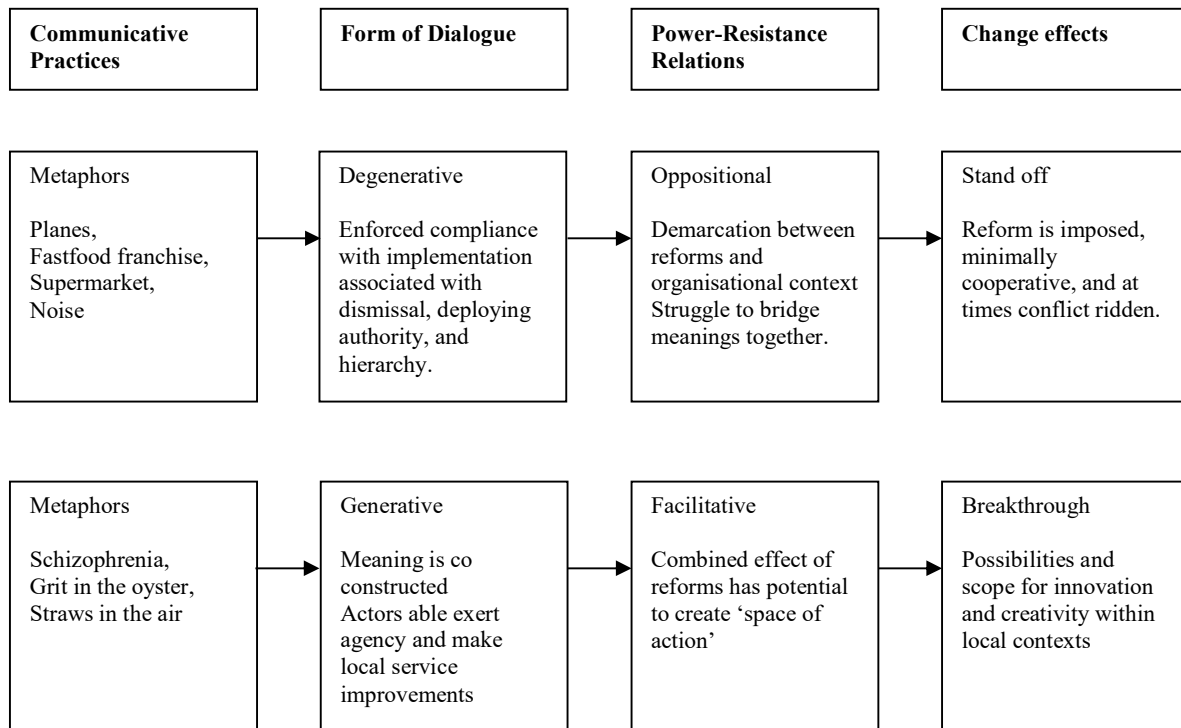 Communicative
Practices
Form of Dialogue
Power-Resistance
Relations
Change effects
Metaphors
Planes,
Fastfood franchise,
Supermarket,
Noise
Degenerative
Enforced compliance
with implementation
associated with
dismissal, deploying
authority, and
hierarchy.
Oppositional
Demarcation between
reforms and
organisational context
Struggle to bridge
meanings together.
Stand off
Reform is imposed,
minimally
cooperative, and at
times conflict ridden.
Metaphors
Schizophrenia,
Grit in the oyster,
Straws in the air
Generative
Meaning is co
constructed
Actors able exert
agency and make
local service
improvements
Facilitative
Combined effect of
reforms has potential
to create ‘space of
action’
Breakthrough
Possibilities and
scope for innovation
and creativity within
local contexts